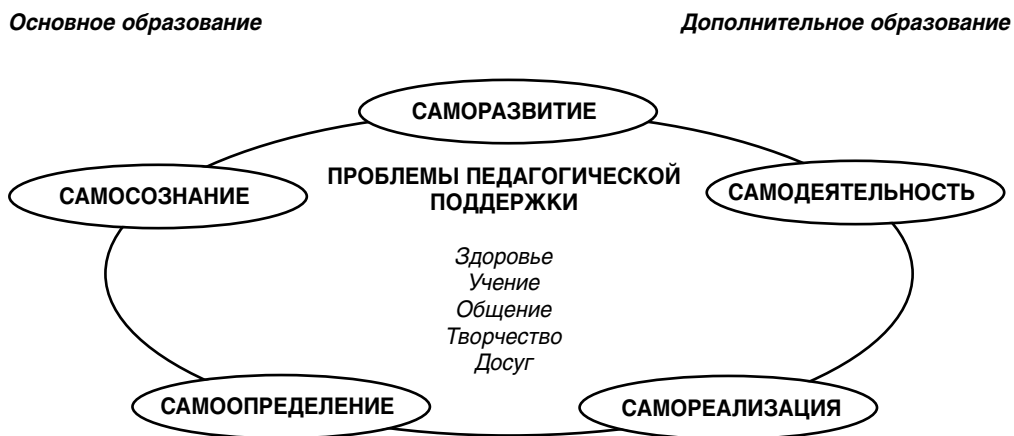 Основное образование
Дополнительное образование
САМОРАЗВИТИЕ
САМОСОЗНАНИЕ
ПРОБЛЕМЫ ПЕДАГОГИЧЕСКОЙ
ПОДДЕРЖКИ
САМОДЕЯТЕЛЬНОСТЬ
Здоровье
Учение
Общение
Творчество
Досуг
САМООПРЕДЕЛЕНИЕ
САМОРЕАЛИЗАЦИЯ